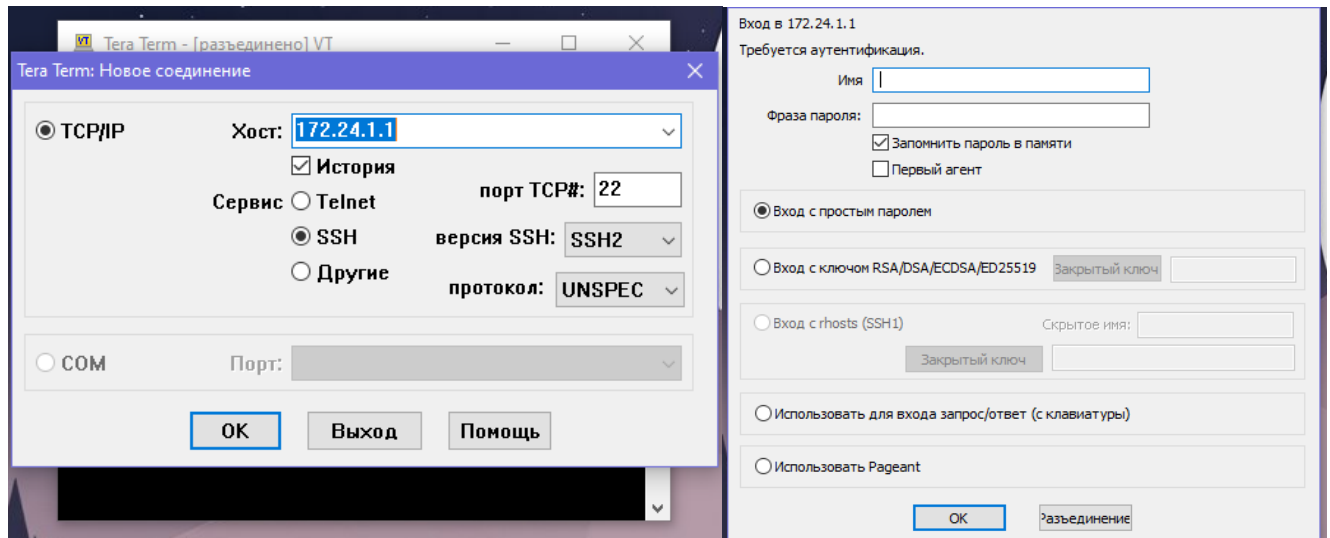 VT Tera Term - [разъединено] VT
Tera Term: Новое соединение
TCP/IP
Хост: 172.24.1.1
История
Сервис Telnet
порт TCP#: 22
SSH
версия SSH: SSH2
Другие
протокол: UNSPEC
COM
Порт:
OK Выход Помощь
Вход в 172.24.1.1
Требуется аутентификация.
Имя
Фраза пароля:
Запомнить пароль в памяти
Первый агент
Вход с простым паролем
Вход с ключом RSA/DSA/ECDSA/ED25519 Закрытый ключ
Вход с rhosts (SSH1) Скрытое имя:
Закрытый ключ
Использовать для входа запрос/ответ (с клавиатуры)
Использовать Pageant
OK Разъединение